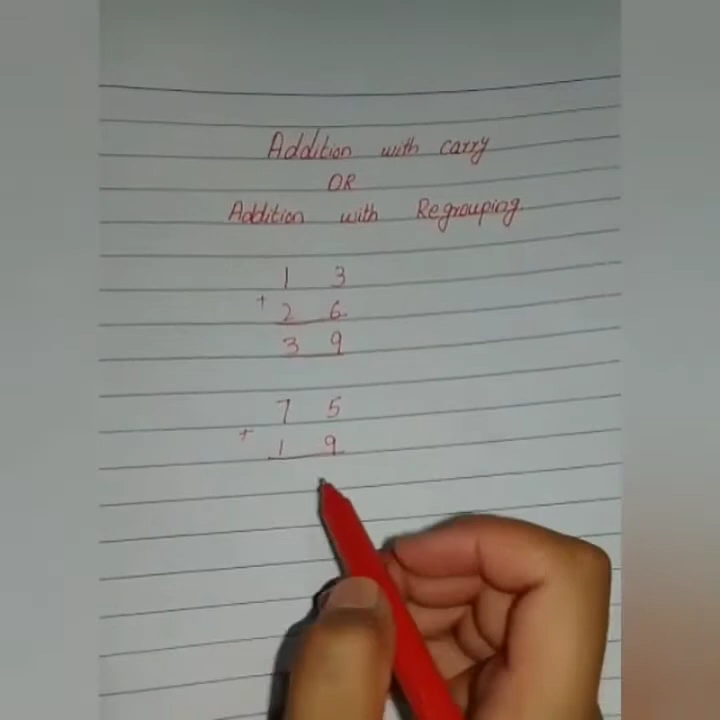 Addition with carry
OR
Addition with Regrouping
1 3
+ 2 6
3 9
7 5
+ 1 9